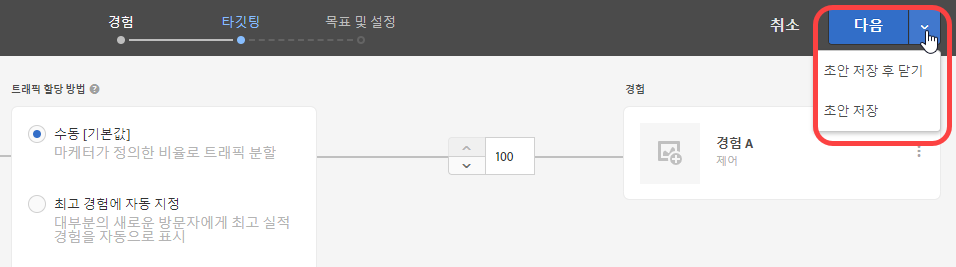 경험 타깃팅 목표 및 설정 취소 다음
초안 저장 후 닫기
초안 저장
트래픽 할당 방법 ? 경험
수동 [기본값]
마케터가 정의한 비율로 트래픽 분할
100
경험 A
제어
최고 경험에 자동 지정
대부분의 새로운 방문자에게 최고 실적
경험을 자동으로 표시